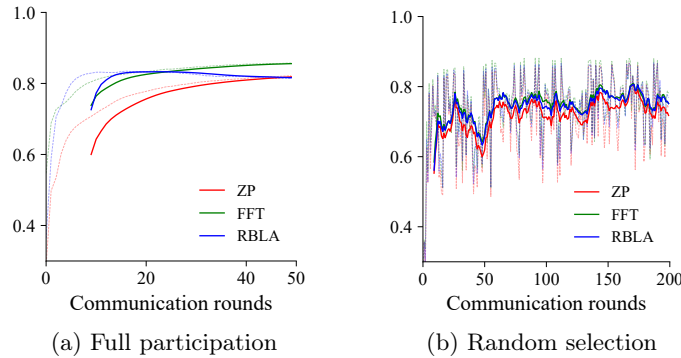 1.0
0.8
0.6
0.4
0
20
40
50
ZP
FFT
RBLA
Communication rounds
(a) Full participation
1.0
0.8
0.6
0.4
0
50
100
150
200
ZP
FFT
RBLA
Communication rounds
(b) Random selection